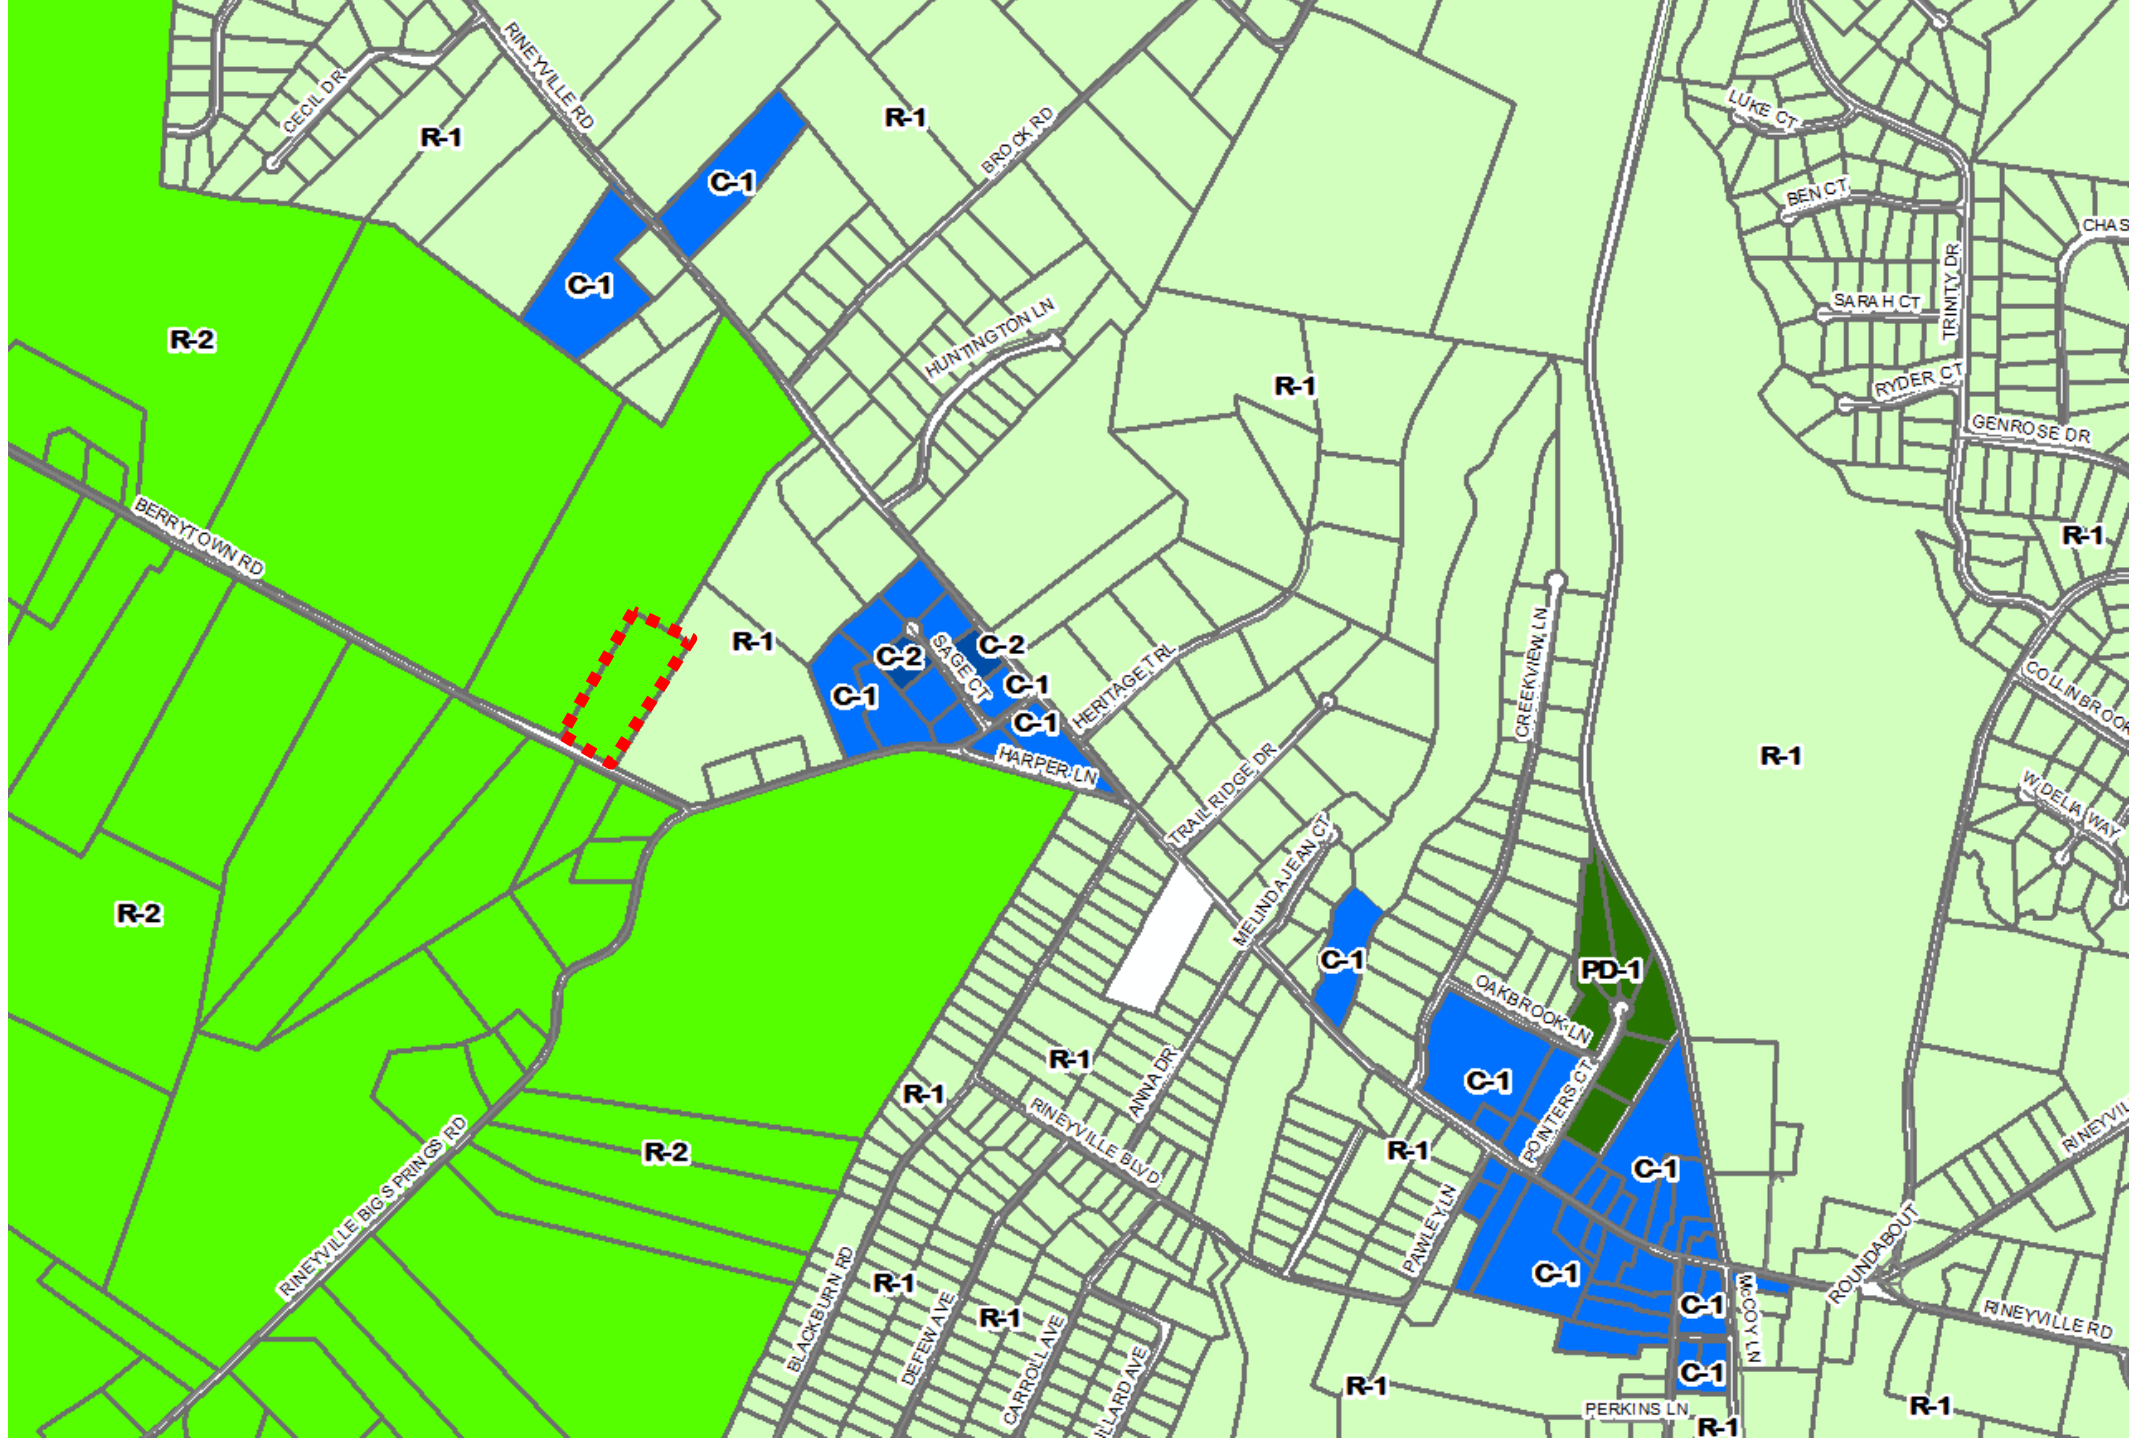 RINEYVILLE RD
CECIL DR
R-1
R-1
BROCK RD
LUKE CT
C-1
BEN CT
CHAS
C-1
TRINITY DR
SARAH CT
R-2
HUNTINGTON LN
R-1
RYDER CT
GENROSE DR
BERRYTOWN RD
R-1
R-1
C-2
C-2
SAGE CT
CREEKVIEW LN
HERITAGE TRL
C-1
C-1
C-1
COLLINBROOK
HARPER LN
R-1
TRAIL RIDGE DR
WIDELIA WAY
MELINDA JEAN CT
R-2
C-1
PD-1
OAKBROOK LN
R-1
R-1
C-1
ANNA DR
RINEYVILLE BLVD
POINTERS CT
R-1
RINEYVIL
R-2
C-1
RINEYVILLE BIG SPRINGS RD
PAWLEY LN
ROUNDABOUT
BLACKBURN RD
R-1
C-1
C-1
McCOY LN
RINEYVILLE RD
DEFEW AVE
R-1
CARROLL AVE
LLARD AVE
R-1
C-1
PERKINS LN
R-1
R-1